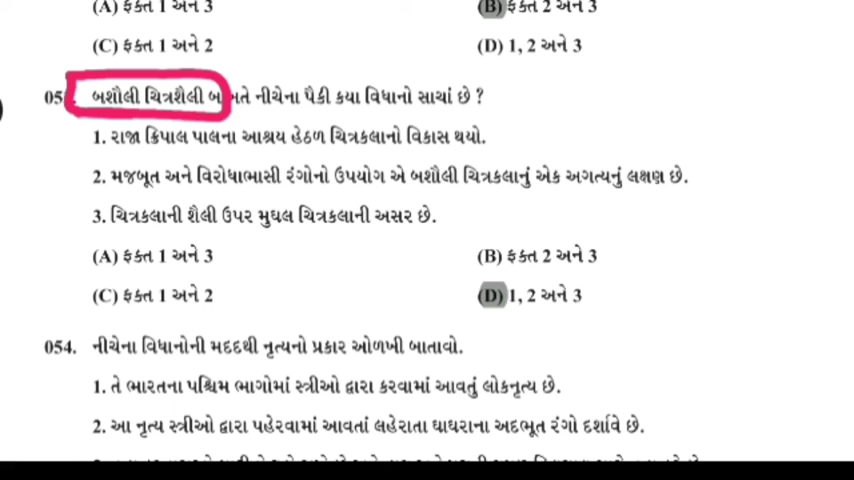 (A) ફક્ત 1 અને 3 (B) ફક્ત 2 અને 3
(C) ફક્ત 1 અને 2 (D) 1, 2 અને 3
05 બશૌલી ચિત્રશૈલી નીચેના પૈકી કયા વિધાનો સાચાં છે ?
1. રાજા ક્રિપાલ પાલના આશ્રય હેઠળ ચિત્રકલાનો વિકાસ થયો.
2. મજબૂત અને વિરોધાભાસી રંગોનો ઉપયોગ એ બશૌલી ચિત્રકલાનું એક અગત્યનું લક્ષણ છે.
3. ચિત્રકલાની શૈલી ઉપર મુઘલ ચિત્રકલાની અસર છે.
(A) ફક્ત 1 અને 3 (B) ફક્ત 2 અને 3
(C) ફક્ત 1 અને 2 (D) 1, 2 અને 3
054. નીચેના વિધાનોની મદદથી નૃત્યનો પ્રકાર ઓળખી બાતાવો.
1. તે ભારતના પશ્ચિમ ભાગોમાં સ્ત્રીઓ દ્વારા કરવામાં આવતું લોકનૃત્ય છે.
2. આ નૃત્ય સ્ત્રીઓ દ્વારા પહેરવામાં આવતાં લહેરાતા ઘાઘરાના અદભૂત રંગો દર્શાવે છે.